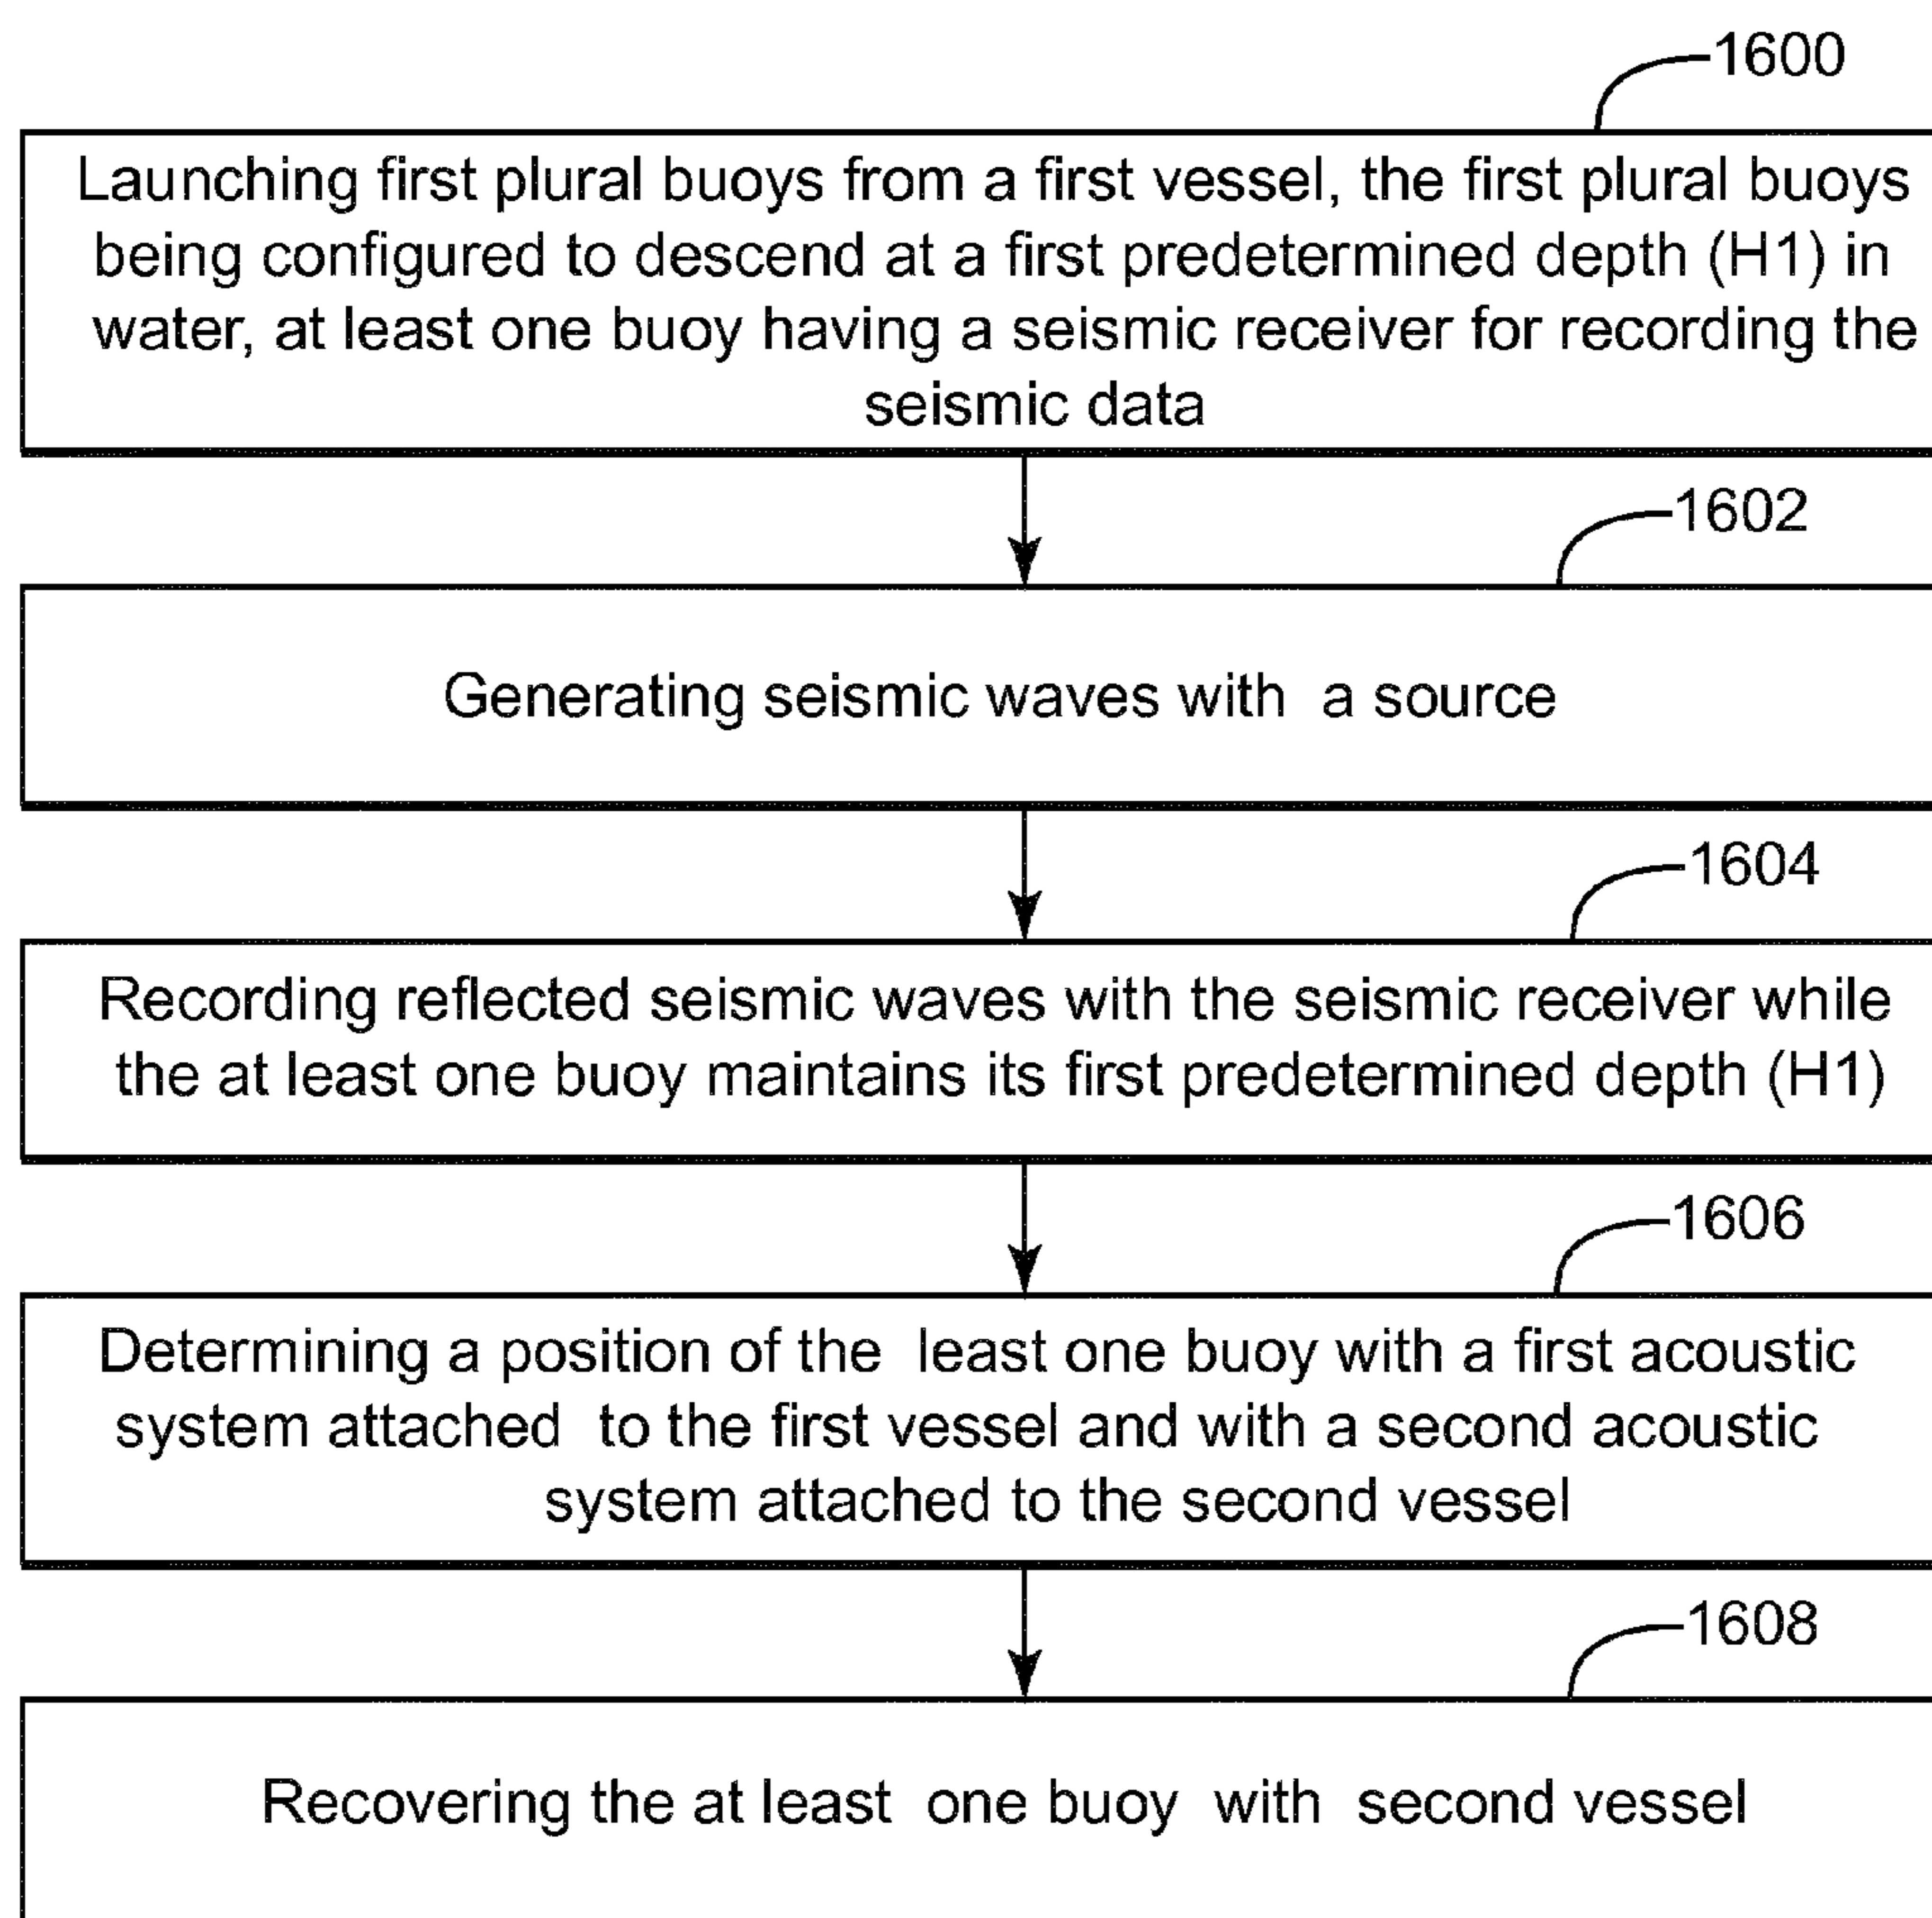 1600
Launching first plural buoys from a first vessel, the first plural buoys
being configured to descend at a first predetermined depth (H1) in
water, at least one buoy having a seismic receiver for recording the
seismic data
1602
Generating seismic waves with a source
1604
Recording reflected seismic waves with the seismic receiver while
the at least one buoy maintains its first predetermined depth (H1)
1606
Determining a position of the least one buoy with a first acoustic
system attached to the first vessel and with a second acoustic
system attached to the second vessel
1608
Recovering the at least one buoy with second vessel